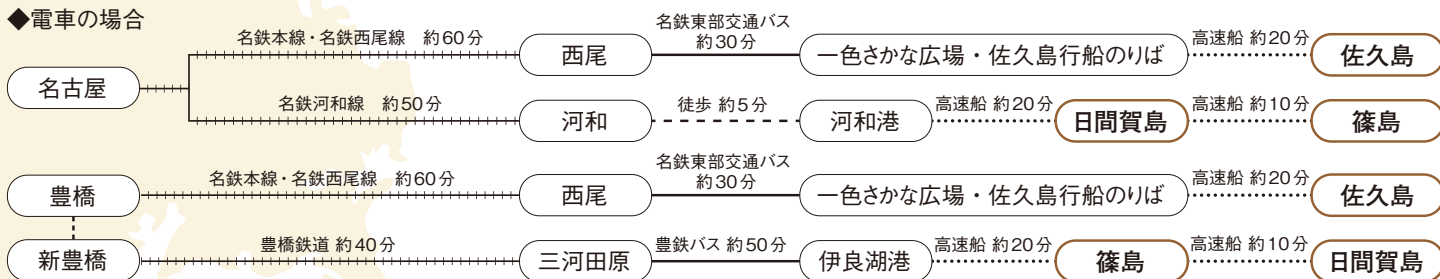 ◆電車の場合
名古屋
名鉄本線・名鉄西尾線　約60分
西尾
名鉄東部交通バス
約30分
一色さかな広場・佐久島行船のりば
高速船 約20分
佐久島
名鉄河和線　約50分
河和
徒歩 約5分
河和港
高速船 約20分
日間賀島
高速船 約10分
篠島
豊橋
名鉄本線・名鉄西尾線　約60分
西尾
名鉄東部交通バス
約30分
一色さかな広場・佐久島行船のりば
高速船 約20分
佐久島
新豊橋
豊橋鉄道 約40分
三河田原
豊鉄バス 約50分
伊良湖港
高速船 約20分
篠島
高速船 約10分
日間賀島